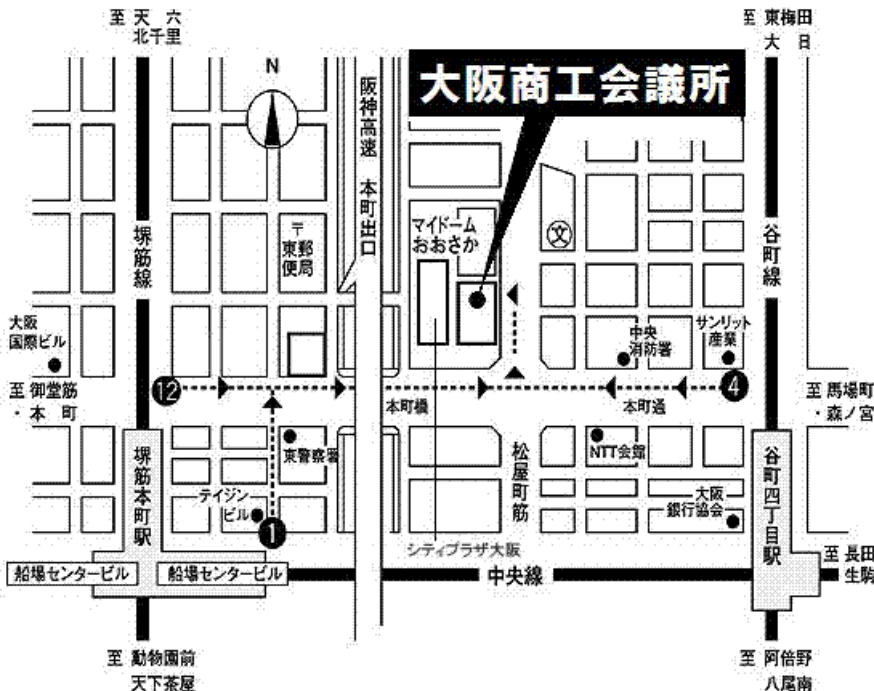 至 天 六
北千里
至 東梅田
大 日
N
阪神高速 本町出口
大阪商工会議所
堺筋線
〒
東郵
便局
マイドーム
おおさか
文
谷町線
大阪
国際ビル
中央
消防署
サンリット
産業
至 御堂筋
・本 町
12
4
至 馬場町
・森ノ宮
本町橋
本町通
東警察署
NTT会館
松屋町筋
堺筋本町駅
テイジン
ビル
1
大阪
銀行協会
谷町四丁目駅
シティプラザ大阪
至 長田
生駒
船場センタービル
船場センタービル
中央線
至 動物園前
天下茶屋
至 阿倍野
八尾南